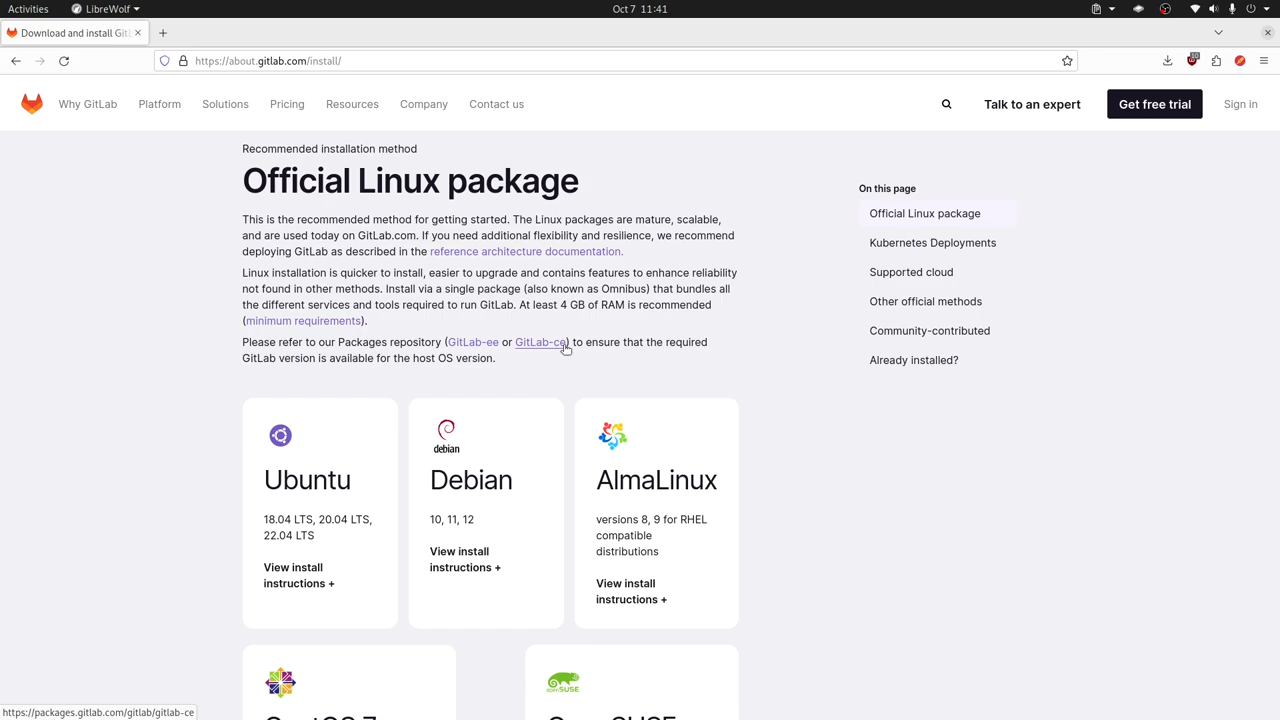 Activities
LibreWolf
Oct 7 11:41
Download and install Gitl
https://about.gitlab.com/install/
10
Why GitLab
Platform
Solutions
Pricing
Resources
Company
Contact us
Talk to an expert
Get free trial
Sign in
Recommended installation method
Official Linux package
This is the recommended method for getting started. The Linux packages are mature, scalable,
and are used today on GitLab.com. If you need additional flexibility and resilience, we recommend
deploying GitLab as described in the reference architecture documentation.
Linux installation is quicker to install, easier to upgrade and contains features to enhance reliability
not found in other methods. Install via a single package (also known as Omnibus) that bundles all
the different services and tools required to run GitLab. At least 4 GB of RAM is recommended
(minimum requirements).
Please refer to our Packages repository (GitLab-ee or GitLab-ce) to ensure that the required
GitLab version is available for the host OS version.
On this page
Official Linux package
Kubernetes Deployments
Supported cloud
Other official methods
Community-contributed
Already installed?
Ubuntu
18.04 LTS, 20.04 LTS,
22.04 LTS
View install
instructions +
debian
Debian
10, 11, 12
View install
instructions +
AlmaLinux
versions 8, 9 for RHEL
compatible
distributions
View install
instructions +
CentOS 7
openSUSE
OpenSUSE
https://packages.gitlab.com/gitlab/gitlab-ce